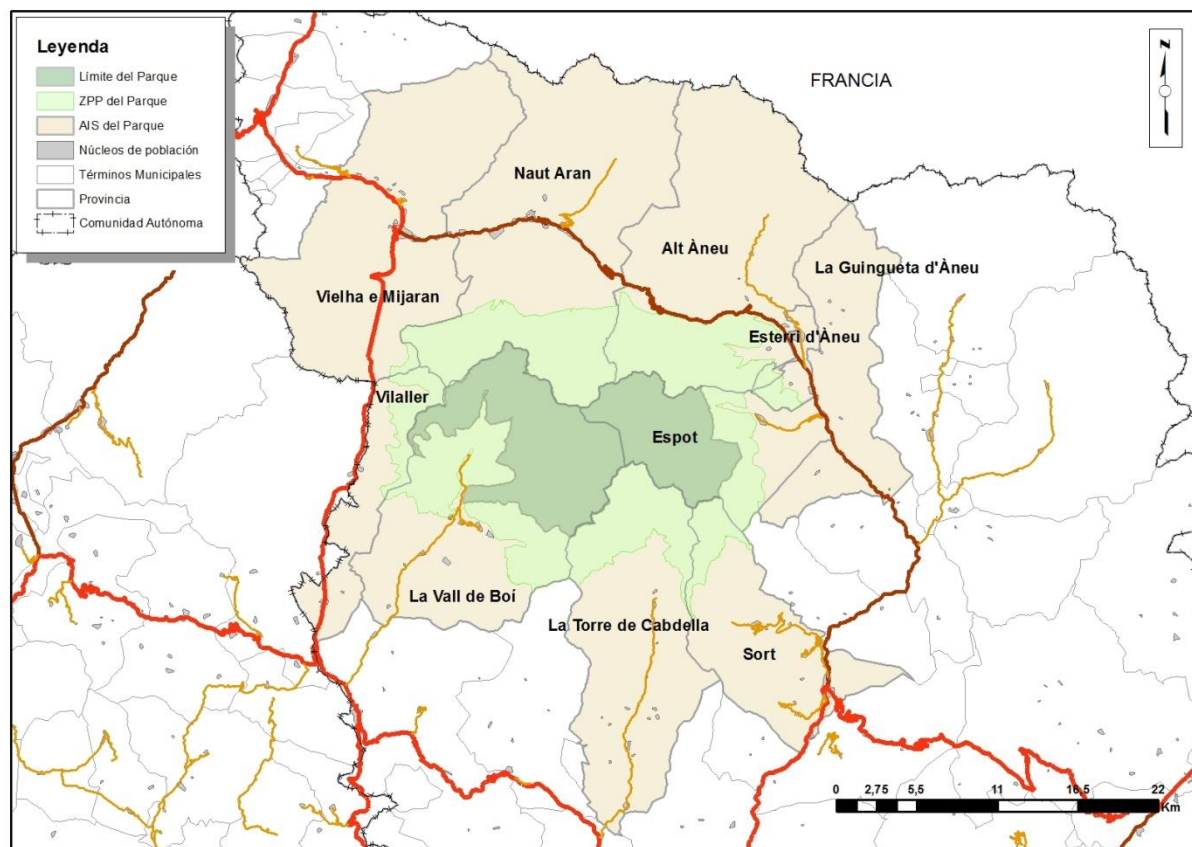 Leyenda
Límite del Parque
ZPP del Parque
AIS del Parque
Núcleos de población
Términos Municipales
Provincia
Comunidad Autónoma
FRANCIA
N
Naut Aran
Alt Àneu
La Guingueta d'Àneu
Vielha e Mijaran
Esterri d'Àneu
Vilaller
Espot
La Vall de Boí
La Torre de Cabdella
Sort
0 2,75 5,5 11 16,5 22
Km